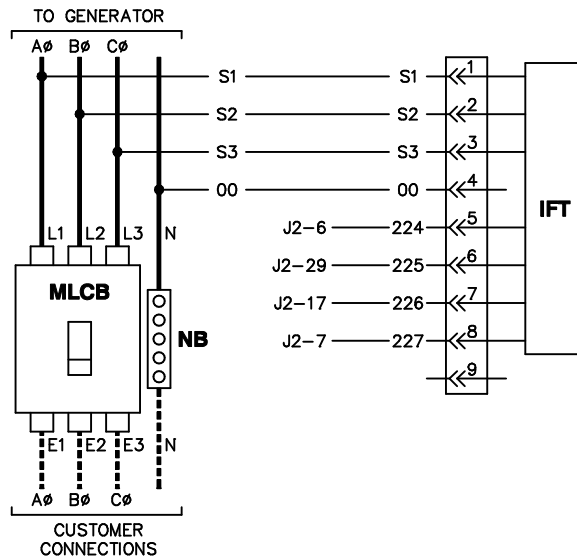 TO GENERATOR
AØ BØ CØ
S1 S1 1
S2 S2 2
S3 S3 3
00 00 4
IFT
L1 L2 L3 N
J2-6 224 5
J2-29 225 6
MLCB
J2-17 226 7
NB
J2-7 227 8
9
E1 E2 E3 N
AØ BØ CØ
CUSTOMER
CONNECTIONS